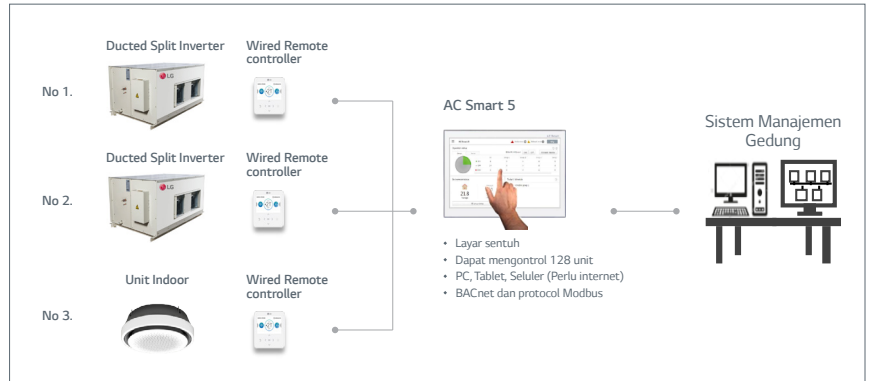 Ducted Split Inverter
Wired Remote
controller
No 1.
LG
Ducted Split Inverter
Wired Remote
controller
No 2.
LG
Unit Indoor
Wired Remote
controller
No 3.
AC Smart 5
• Layar sentuh
• Dapat mengontrol 128 unit
• PC, Tablet, Seluler (Perlu internet)
• BACnet dan protocol Modbus
Sistem Manajemen
Gedung